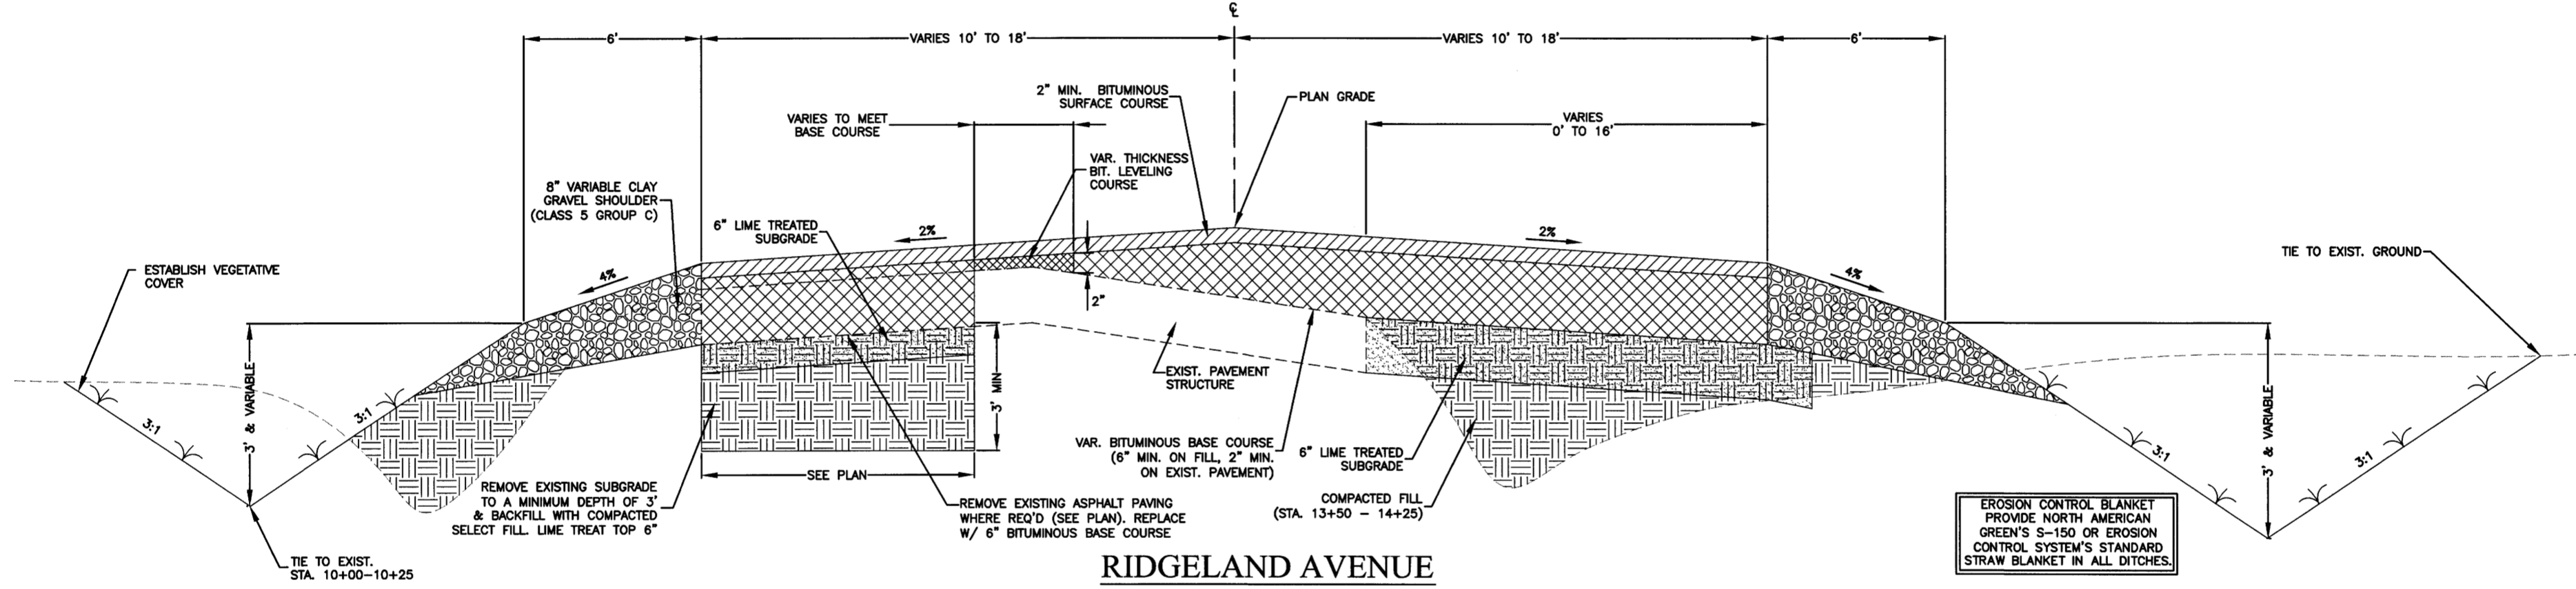 ℄
6'
VARIES 10' TO 18'
VARIES 10' TO 18'
6'
2" MIN. BITUMINOUS
SURFACE COURSE
PLAN GRADE
VARIES TO MEET
BASE COURSE
VARIES
0' TO 16'
VAR. THICKNESS
BIT. LEVELING
COURSE
8" VARIABLE CLAY
GRAVEL SHOULDER
(CLASS 5 GROUP C)
6" LIME TREATED
SUBGRADE
2%
2%
TIE TO EXIST. GROUND
ESTABLISH VEGETATIVE
COVER
4%
4%
2"
EXIST. PAVEMENT
STRUCTURE
3' & VARIABLE
3:1
3:1
3' MIN
3' & VARIABLE
3:1
3:1
VAR. BITUMINOUS BASE COURSE
(6" MIN. ON FILL, 2" MIN.
ON EXIST. PAVEMENT)
6" LIME TREATED
SUBGRADE
SEE PLAN
REMOVE EXISTING SUBGRADE
TO A MINIMUM DEPTH OF 3'
& BACKFILL WITH COMPACTED
SELECT FILL. LIME TREAT TOP 6"
REMOVE EXISTING ASPHALT PAVING
WHERE REQ'D (SEE PLAN). REPLACE
W/ 6" BITUMINOUS BASE COURSE
COMPACTED FILL
(STA. 13+50 - 14+25)
EROSION CONTROL BLANKET
PROVIDE NORTH AMERICAN
GREEN'S S-150 OR EROSION
CONTROL SYSTEM'S STANDARD
STRAW BLANKET IN ALL DITCHES.
TIE TO EXIST.
STA. 10+00-10+25
RIDGELAND AVENUE